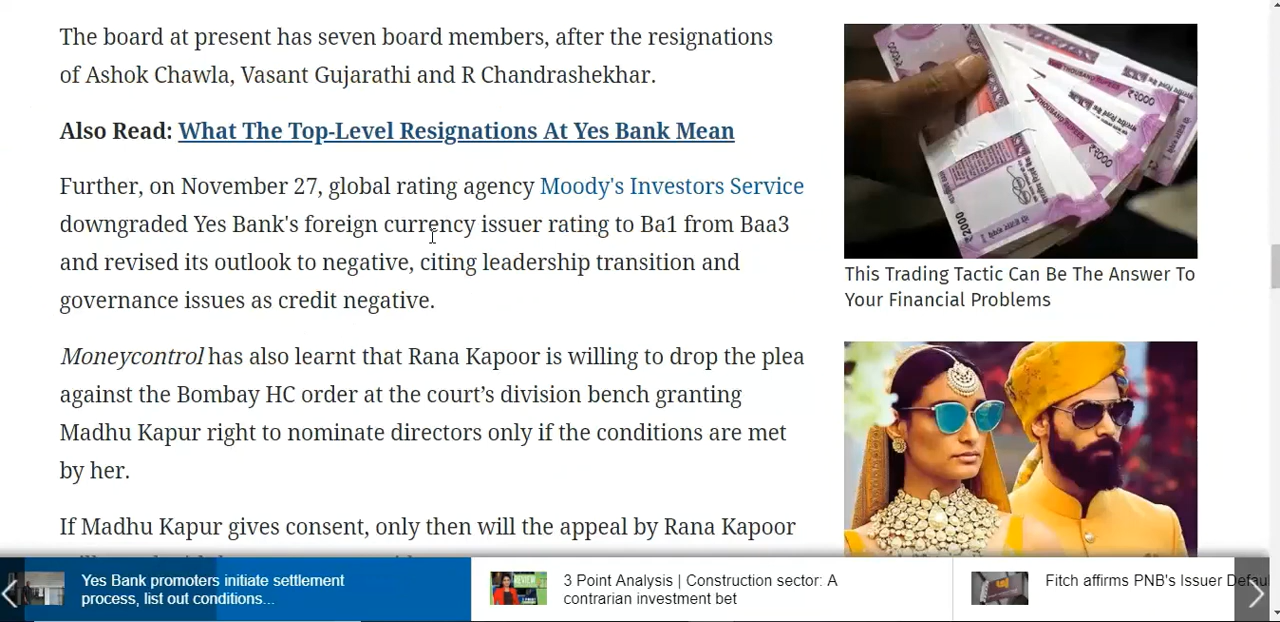 The board at present has seven board members, after the resignations
of Ashok Chawla, Vasant Gujarathi and R Chandrashekhar.
Also Read: What The Top-Level Resignations At Yes Bank Mean
Further, on November 27, global rating agency Moody's Investors Service
downgraded Yes Bank's foreign currency issuer rating to Ba1 from Baa3
and revised its outlook to negative, citing leadership transition and
governance issues as credit negative.
Moneycontrol has also learnt that Rana Kapoor is willing to drop the plea
against the Bombay HC order at the court’s division bench granting
Madhu Kapur right to nominate directors only if the conditions are met
by her.
If Madhu Kapur gives consent, only then will the appeal by Rana Kapoor
₹2000
₹2000
₹2000
This Trading Tactic Can Be The Answer To
Your Financial Problems
Yes Bank promoters initiate settlement
process, list out conditions...
3 Point Analysis | Construction sector: A
contrarian investment bet
Fitch affirms PNB's Issuer Defau